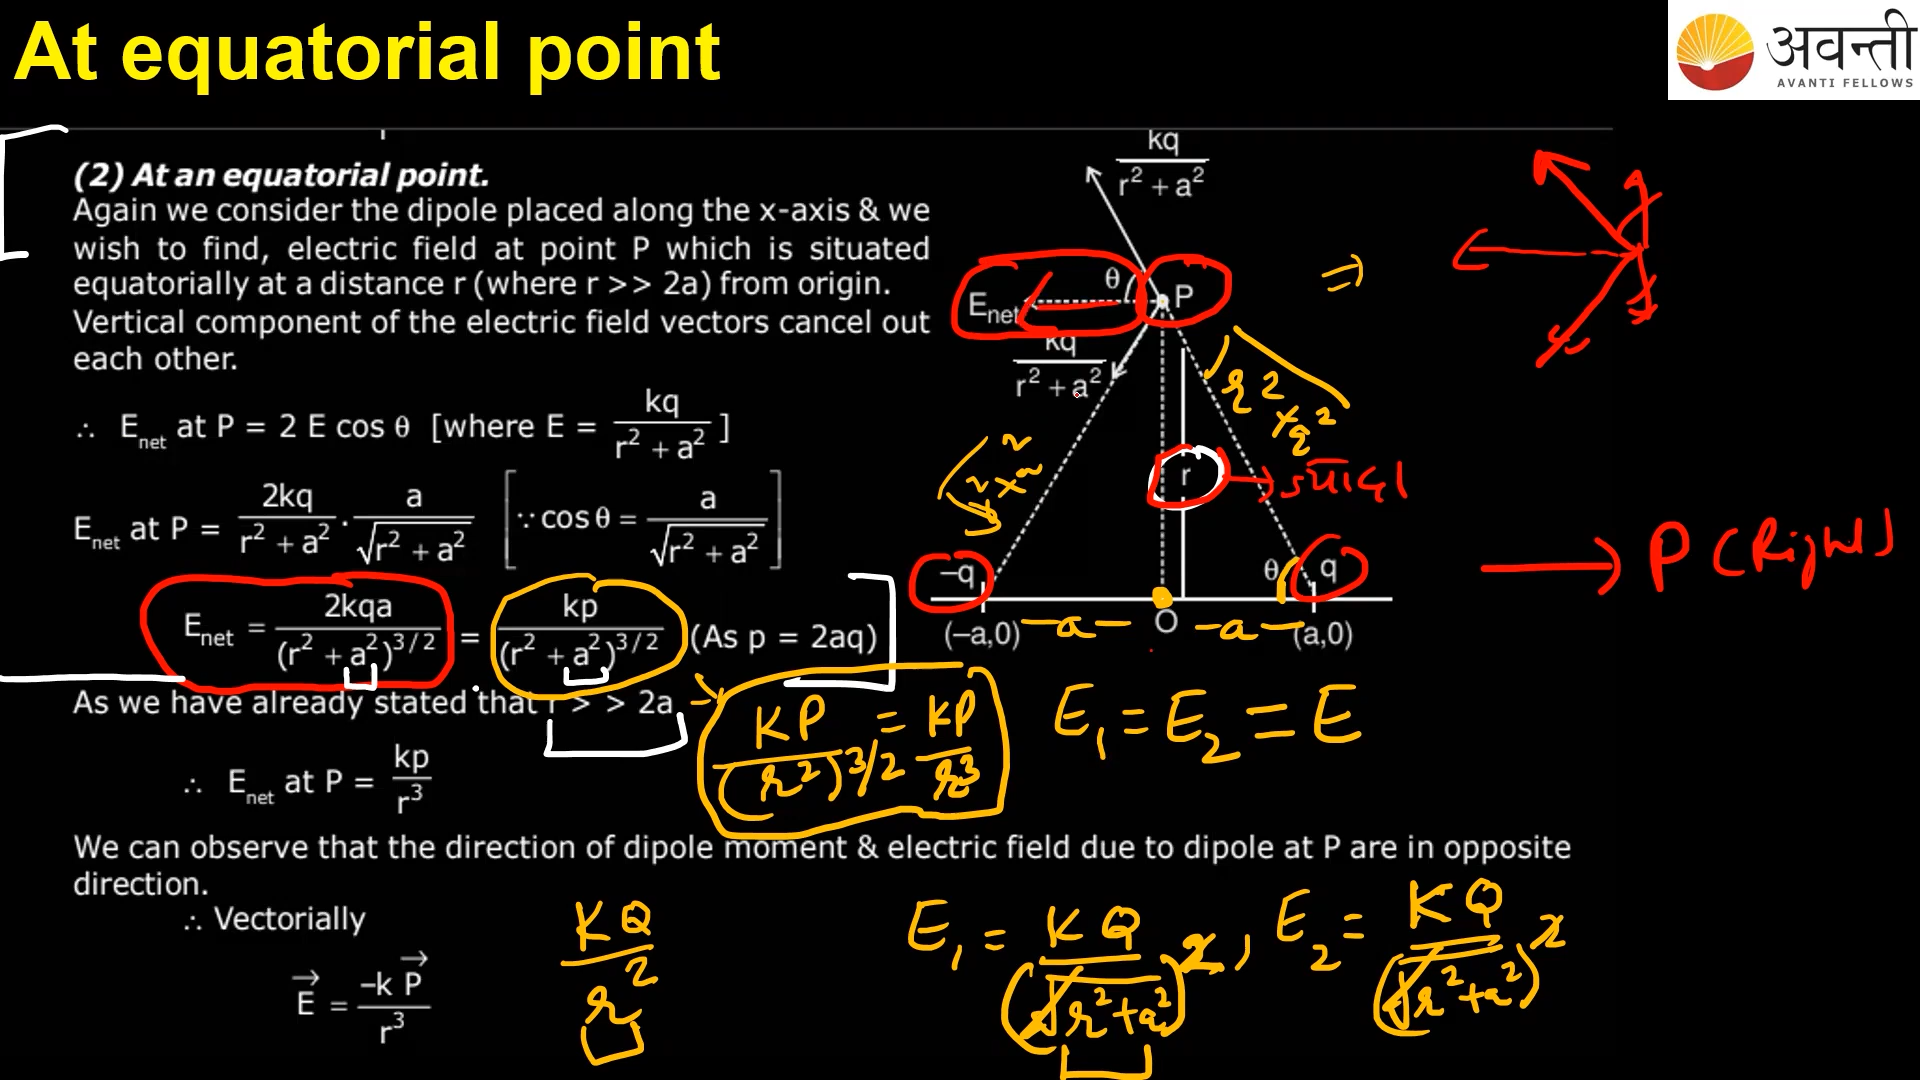 At equatorial point
अवन्ती
AVANTI FELLOWS
(2) At an equatorial point.
Again we consider the dipole placed along the x-axis & we
wish to find, electric field at point P which is situated
equatorially at a distance r (where r >> 2a) from origin.
Vertical component of the electric field vectors cancel out
each other.
∴ E_net at P = 2 E cos θ [where E = kq/(r² + a²)]
E_net at P = 2kq/(r² + a²) · a/√(r² + a²) [∵ cos θ = a/√(r² + a²)]
E_net = 2kqa/(r² + a²)^3/2 = kp/(r² + a²)^3/2 (As p = 2aq)
As we have already stated that r > > 2a
∴ E_net at P = kp/r³
We can observe that the direction of dipole moment & electric field due to dipole at P are in opposite
direction.
∴ Vectorially
E⃗ = –k P⃗/r³
kq/(r² + a²)
θ
P
E_net
kq/(r² + a²)
r
–q
θ
q
(–a,0)
O
(a,0)
–a–
–a–
⇒
r² + a²
P (Right)
KP/(r²)^3/2 = KP/r³
E₁ = E₂ = E
KQ/r²
E₁ = KQ/(√r²+a²)² , E₂ = KQ/(√r²+a²)²